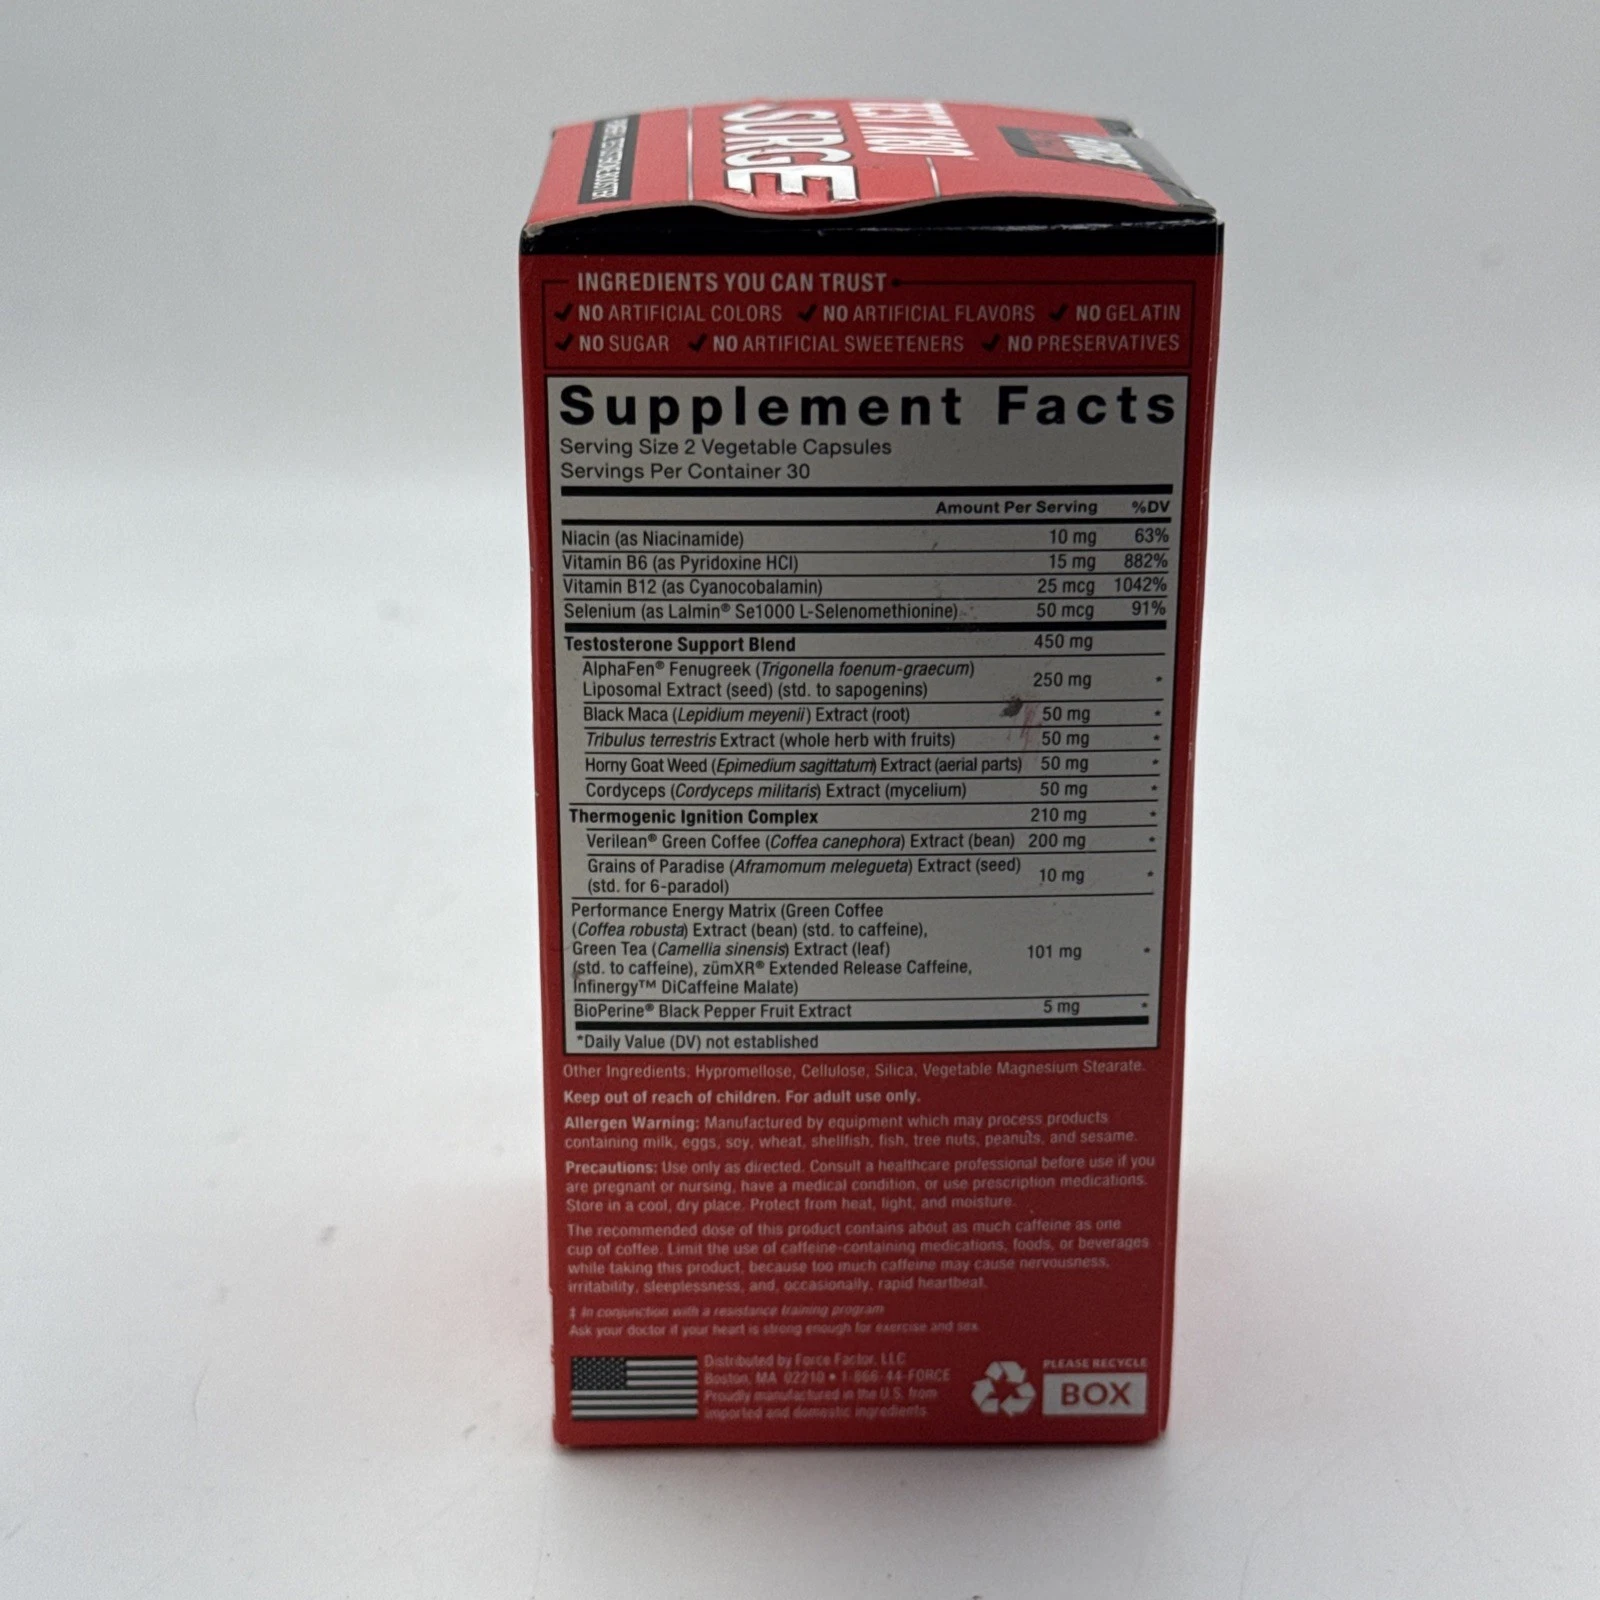 FORCE
FACTOR
TEST X180
SURGE
INGREDIENTS YOU CAN TRUST
NO ARTIFICIAL COLORS NO ARTIFICIAL FLAVORS NO GELATIN
NO SUGAR NO ARTIFICIAL SWEETENERS NO PRESERVATIVES
Supplement Facts
Serving Size 2 Vegetable Capsules
Servings Per Container 30
Amount Per Serving %DV
Niacin (as Niacinamide) 10 mg 63%
Vitamin B6 (as Pyridoxine HCl) 15 mg 882%
Vitamin B12 (as Cyanocobalamin) 25 mcg 1042%
Selenium (as Lalmin® Se1000 L-Selenomethionine) 50 mcg 91%
Testosterone Support Blend 450 mg
AlphaFen® Fenugreek (Trigonella foenum-graecum)
Liposomal Extract (seed) (std. to sapogenins) 250 mg *
Black Maca (Lepidium meyenii) Extract (root) 50 mg *
Tribulus terrestris Extract (whole herb with fruits) 50 mg *
Horny Goat Weed (Epimedium sagittatum) Extract (aerial parts) 50 mg *
Cordyceps (Cordyceps militaris) Extract (mycelium) 50 mg *
Thermogenic Ignition Complex 210 mg *
Verilean® Green Coffee (Coffea canephora) Extract (bean) 200 mg *
Grains of Paradise (Aframomum melegueta) Extract (seed)
(std. for 6-paradol) 10 mg *
Performance Energy Matrix (Green Coffee
(Coffea robusta) Extract (bean) (std. to caffeine),
Green Tea (Camellia sinensis) Extract (leaf) 101 mg *
(std. to caffeine), zümXR® Extended Release Caffeine,
Infinergy™ DiCaffeine Malate)
BioPerine® Black Pepper Fruit Extract 5 mg *
*Daily Value (DV) not established
Other Ingredients: Hypromellose, Cellulose, Silica, Vegetable Magnesium Stearate.
Keep out of reach of children. For adult use only.
Allergen Warning: Manufactured by equipment which may process products
containing milk, eggs, soy, wheat, shellfish, fish, tree nuts, peanuts, and sesame.
Precautions: Use only as directed. Consult a healthcare professional before use if you
are pregnant or nursing, have a medical condition, or use prescription medications.
Store in a cool, dry place. Protect from heat, light, and moisture.
The recommended dose of this product contains about as much caffeine as one
cup of coffee. Limit the use of caffeine-containing medications, foods, or beverages
while taking this product, because too much caffeine may cause nervousness,
irritability, sleeplessness, and, occasionally, rapid heartbeat.
‡ In conjunction with a resistance training program
Ask your doctor if your heart is strong enough for exercise and sex.
Distributed by Force Factor, LLC
Boston, MA 02210 • 1-866-44-FORCE
Proudly manufactured in the U.S. from
imported and domestic ingredients
PLEASE RECYCLE
BOX